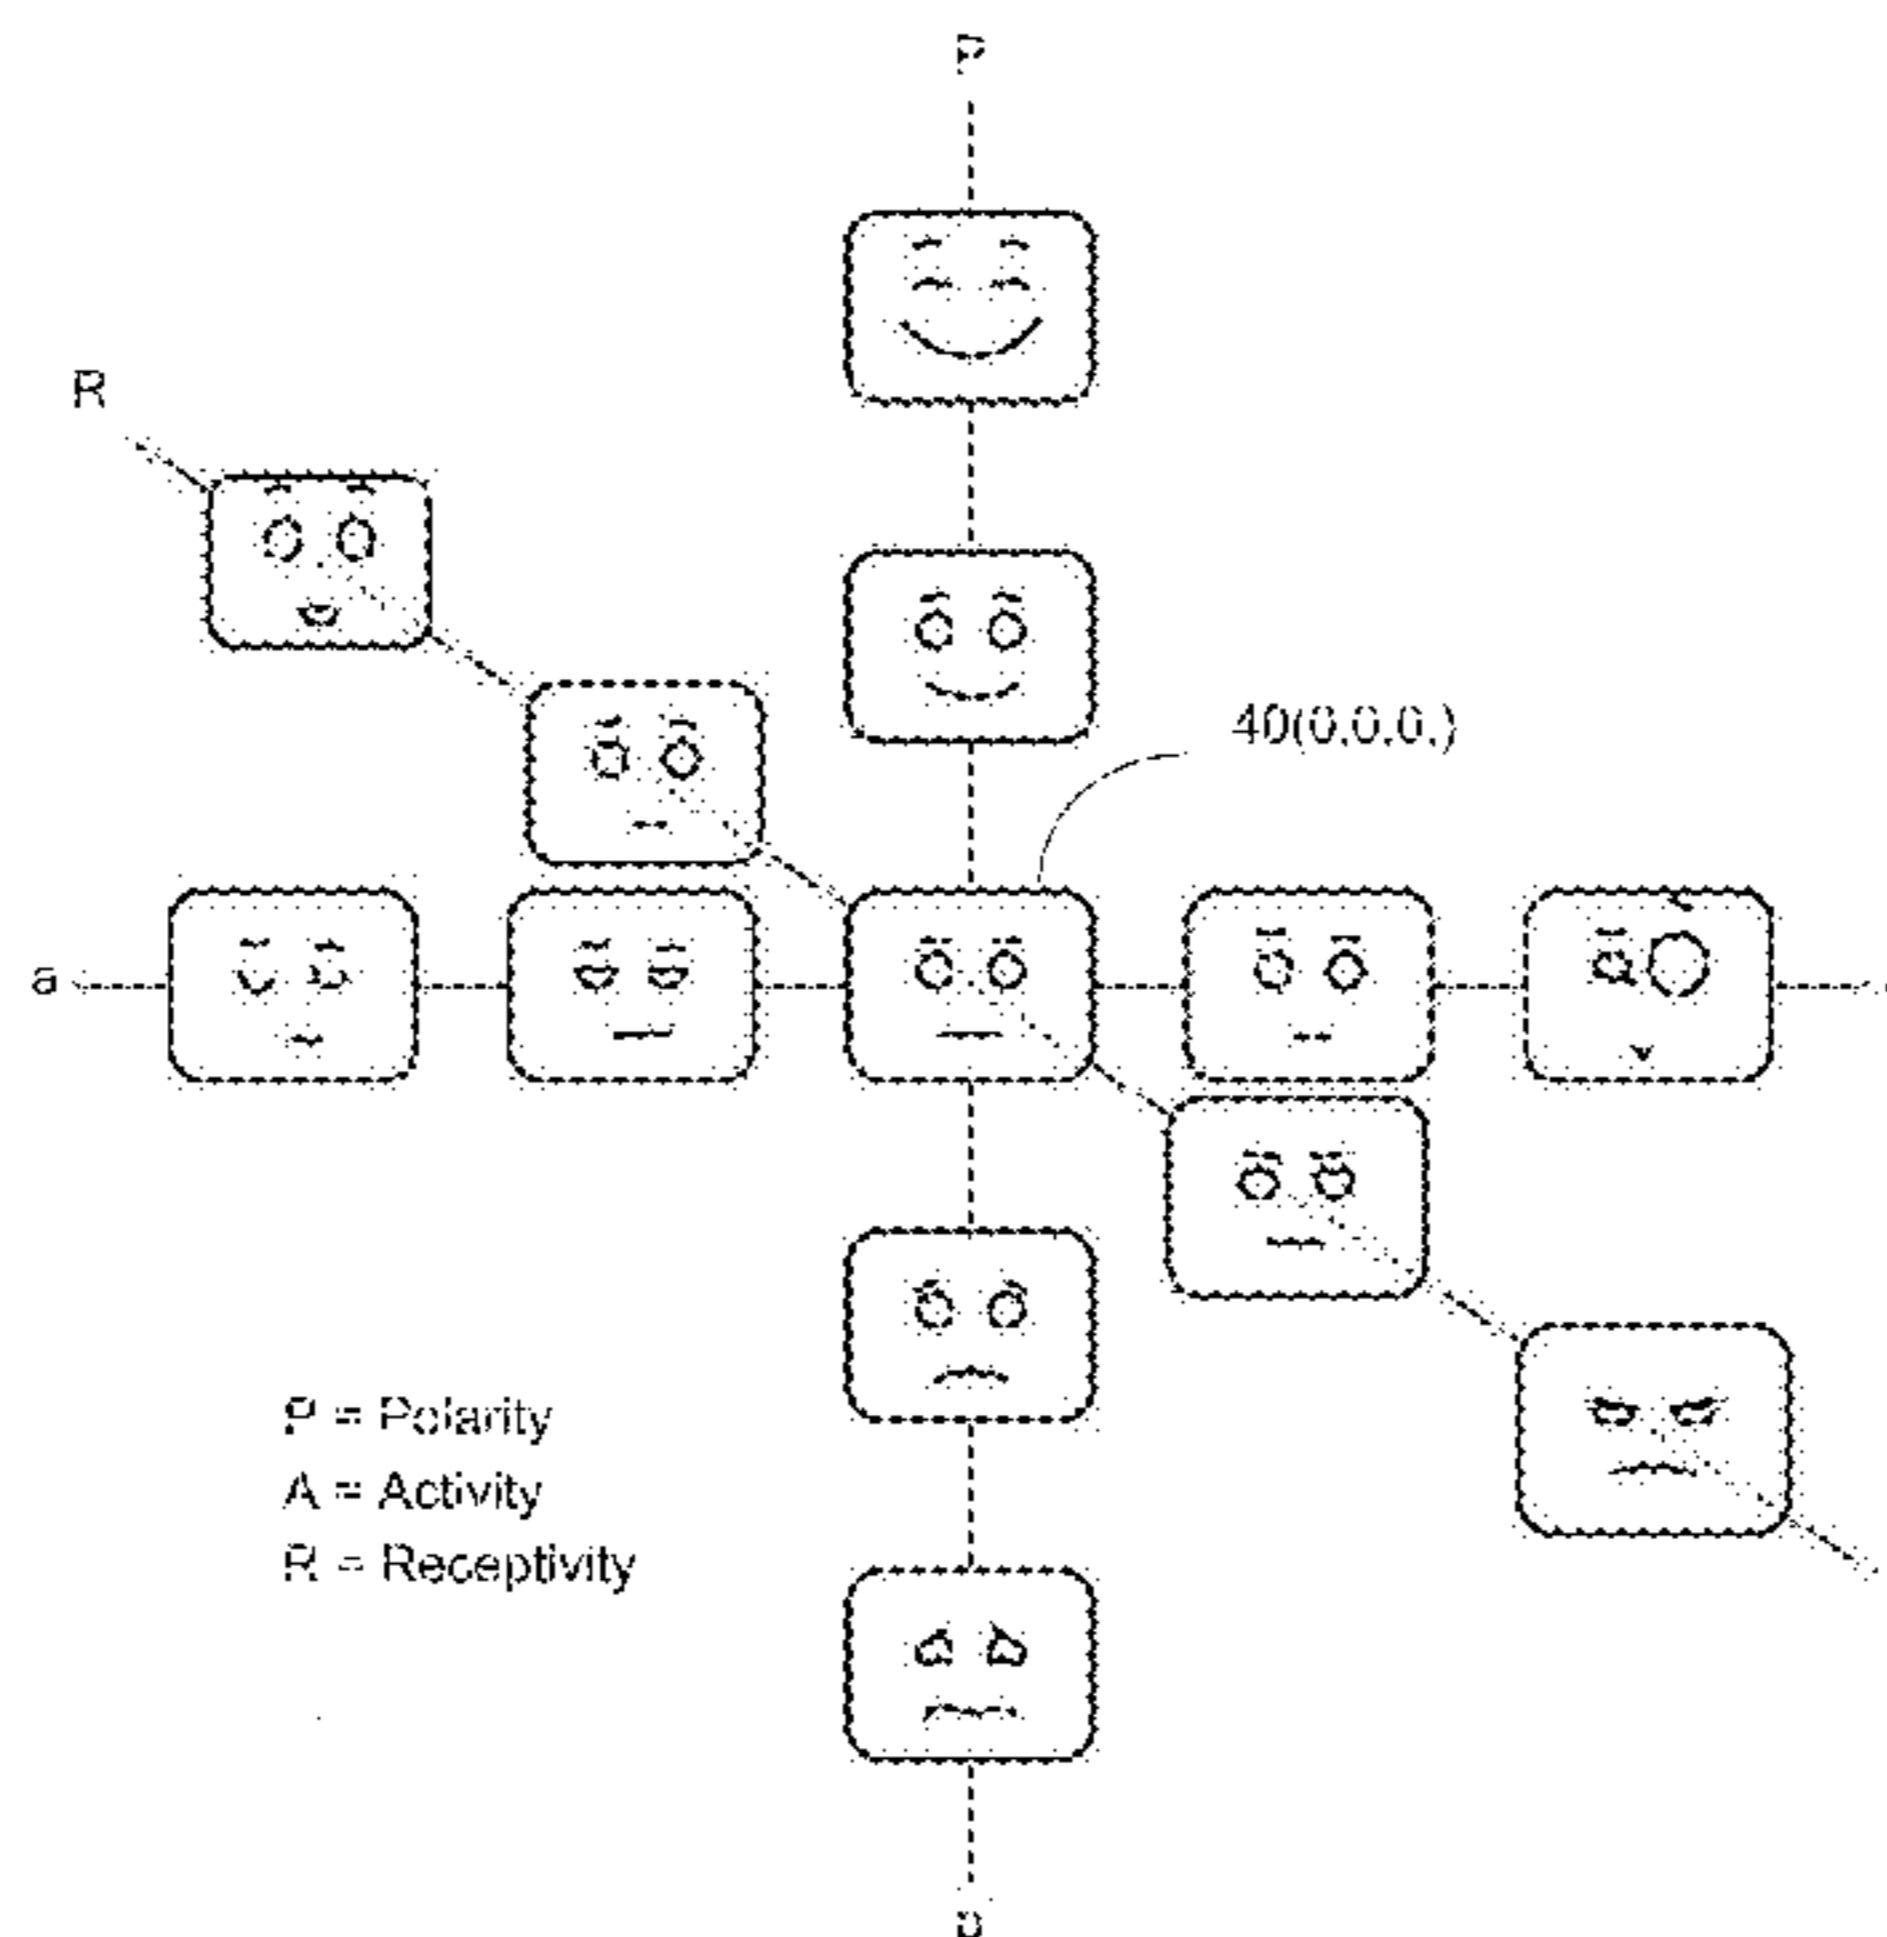 P
R
40(0,0,0,)
a
P = Polarity
A = Activity
R = Receptivity
p